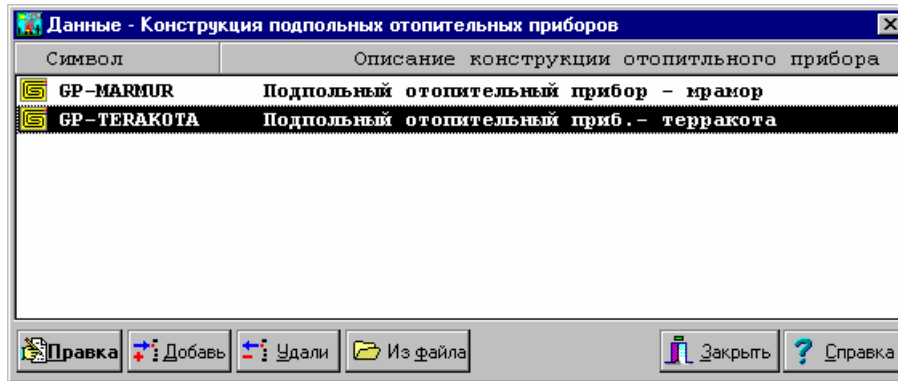 Данные - Конструкция подпольных отопительных приборов
Символ Описание конструкции отопитльного прибора
GP-MARMUR Подпольный отопительный прибор - мрамор
GP-TERAKOTA Подпольный отопительный приб.- терракота
Правка Добавь Удали Из файла Закрыть Справка